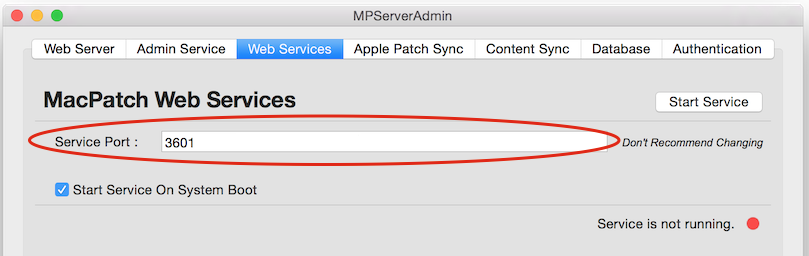 MPServerAdmin
Web Server Admin Service Web Services Apple Patch Sync Content Sync Database Authentication
MacPatch Web Services Start Service
Service Port : 3601 Don't Recommend Changing
Start Service On System Boot
Service is not running.